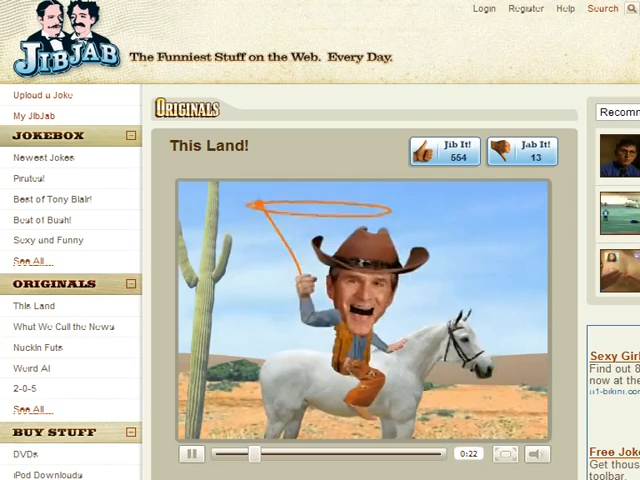 Login Register Help Search
JIBJAB
The Funniest Stuff on the Web. Every Day.
Upload a Joke
My JibJab
JOKEBOX
Newest Jokes
Pirates!
Best of Tony Blair!
Best of Bush!
Sexy and Funny
See All...
ORIGINALS
This Land
What We Call the News
Nuckin Futs
Weird Al
2-0-5
See All...
BUY STUFF
DVDs
iPod Downloads
ORIGINALS
This Land!
Jib It!
554
Jab It!
13
0:22
Recomm
Sexy Girl
Find out 8
now at the
Free Joke
Get thous
toolbar.